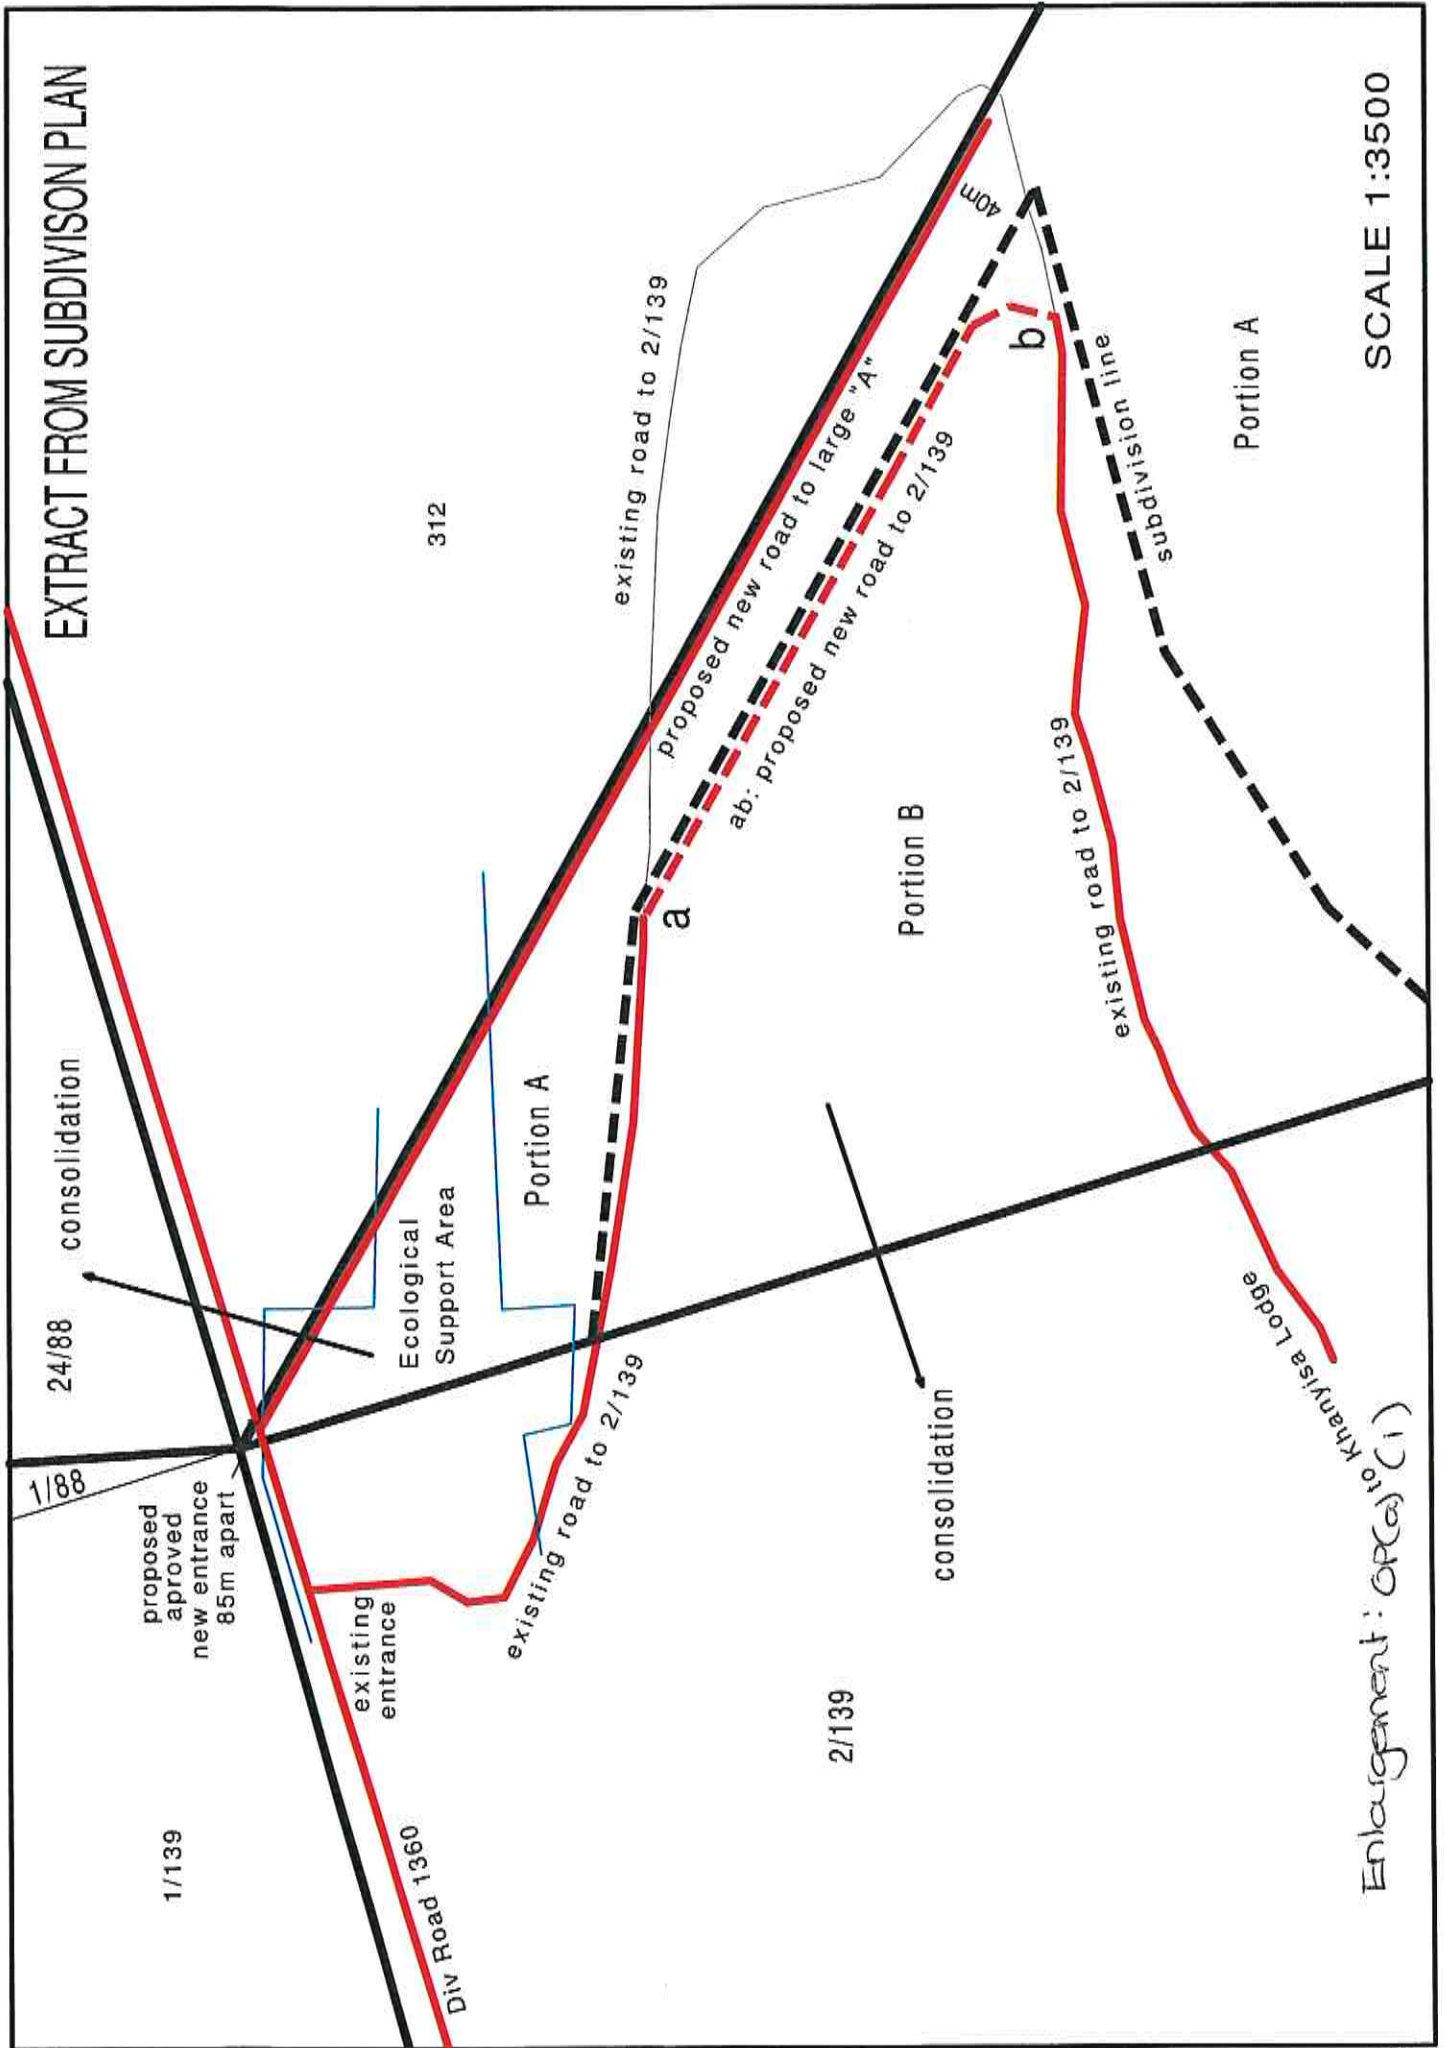 EXTRACT FROM SUBDIVISON PLAN
312
existing road to 2/139
consolidation
24/88
1/88
proposed
aproved
new entrance
85m apart
existing
entrance
1/139
Div Road 1360
Ecological
Support Area
Portion A
proposed new road to large "A"
40m
ab: proposed new road to 2/139
a
b
existing road to 2/139
Portion B
existing road to 2/139
subdivision line
Portion A
consolidation
2/139
to Khanyisa Lodge
Enlargement: OPC(a)(i)
SCALE 1:3500